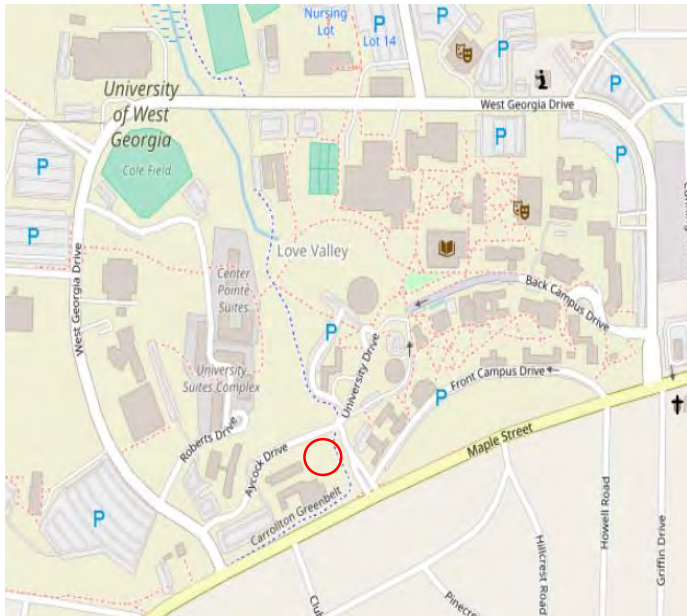 Nursing
Lot
Lot 14
P
P
P
P
University
of West
Georgia
West Georgia Drive
P
P
P
P
Cole Field
P
Love Valley
Center
Pointe
Suites
West Georgia Drive
Back Campus Drive
P
University Drive
University
Suites Complex
Front Campus Drive
P
Roberts Drive
Aycock Drive
Maple Street
P
Carrollton Greenbelt
Howell Road
Griffin Drive
Hillcrest Road